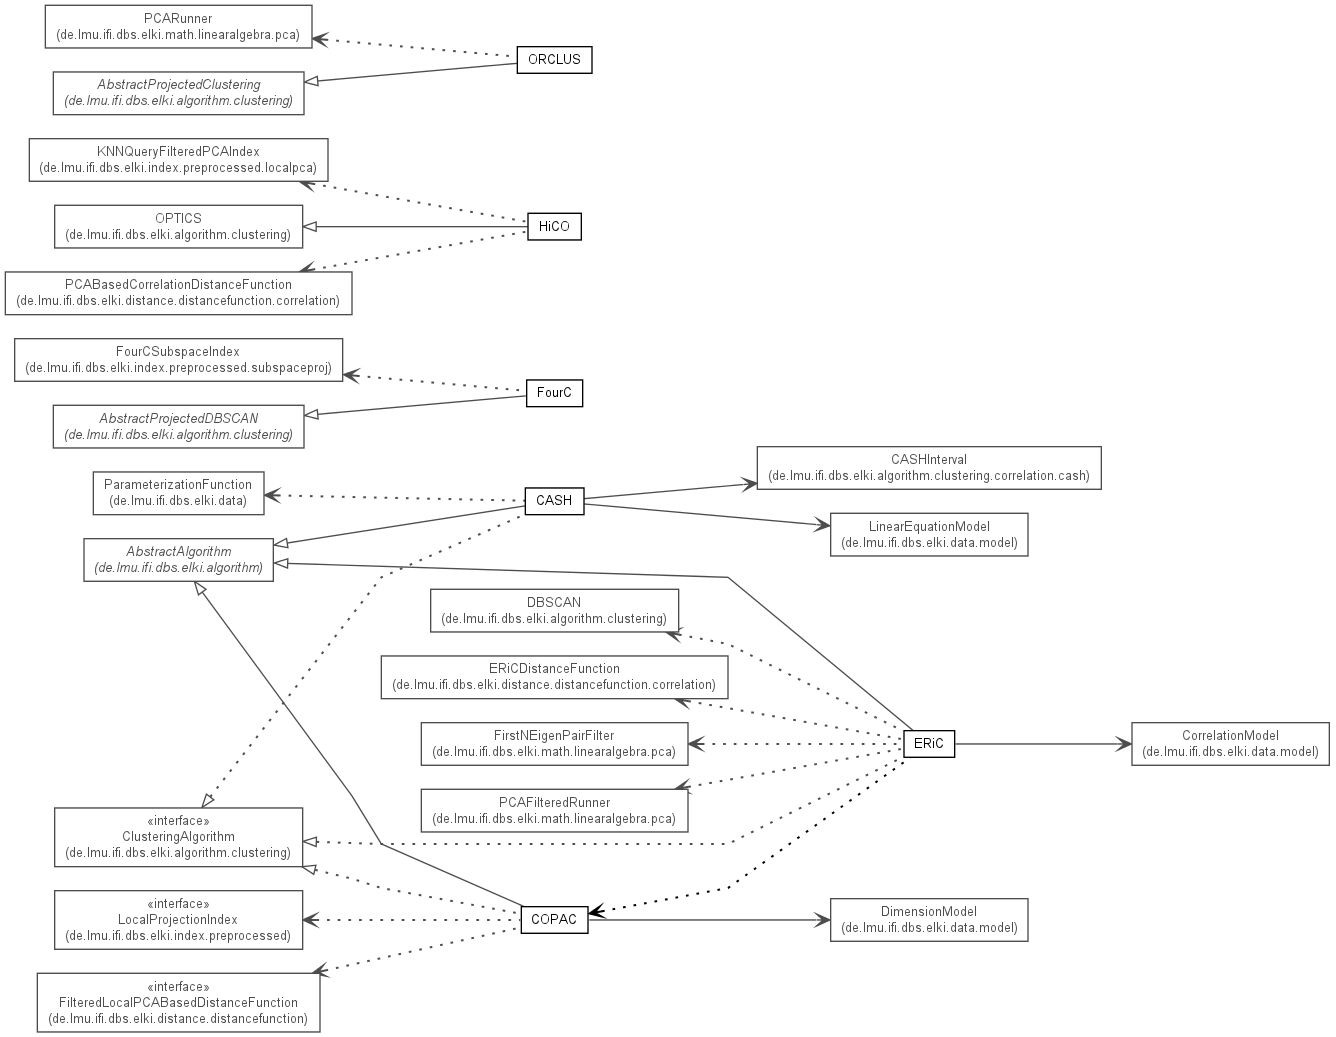 PCARunner
(de.lmu.ifi.dbs.elki.math.linearalgebra.pca)
ORCLUS
AbstractProjectedClustering
(de.lmu.ifi.dbs.elki.algorithm.clustering)
KNNQueryFilteredPCAIndex
(de.lmu.ifi.dbs.elki.index.preprocessed.localpca)
OPTICS
(de.lmu.ifi.dbs.elki.algorithm.clustering)
HiCO
PCABasedCorrelationDistanceFunction
(de.lmu.ifi.dbs.elki.distance.distancefunction.correlation)
FourCSubspaceIndex
(de.lmu.ifi.dbs.elki.index.preprocessed.subspaceproj)
FourC
AbstractProjectedDBSCAN
(de.lmu.ifi.dbs.elki.algorithm.clustering)
CASHInterval
(de.lmu.ifi.dbs.elki.algorithm.clustering.correlation.cash)
ParameterizationFunction
(de.lmu.ifi.dbs.elki.data)
CASH
LinearEquationModel
(de.lmu.ifi.dbs.elki.data.model)
AbstractAlgorithm
(de.lmu.ifi.dbs.elki.algorithm)
DBSCAN
(de.lmu.ifi.dbs.elki.algorithm.clustering)
ERiCDistanceFunction
(de.lmu.ifi.dbs.elki.distance.distancefunction.correlation)
FirstNEigenPairFilter
(de.lmu.ifi.dbs.elki.math.linearalgebra.pca)
ERiC
CorrelationModel
(de.lmu.ifi.dbs.elki.data.model)
PCAFilteredRunner
(de.lmu.ifi.dbs.elki.math.linearalgebra.pca)
«interface»
ClusteringAlgorithm
(de.lmu.ifi.dbs.elki.algorithm.clustering)
«interface»
LocalProjectionIndex
(de.lmu.ifi.dbs.elki.index.preprocessed)
COPAC
DimensionModel
(de.lmu.ifi.dbs.elki.data.model)
«interface»
FilteredLocalPCABasedDistanceFunction
(de.lmu.ifi.dbs.elki.distance.distancefunction)